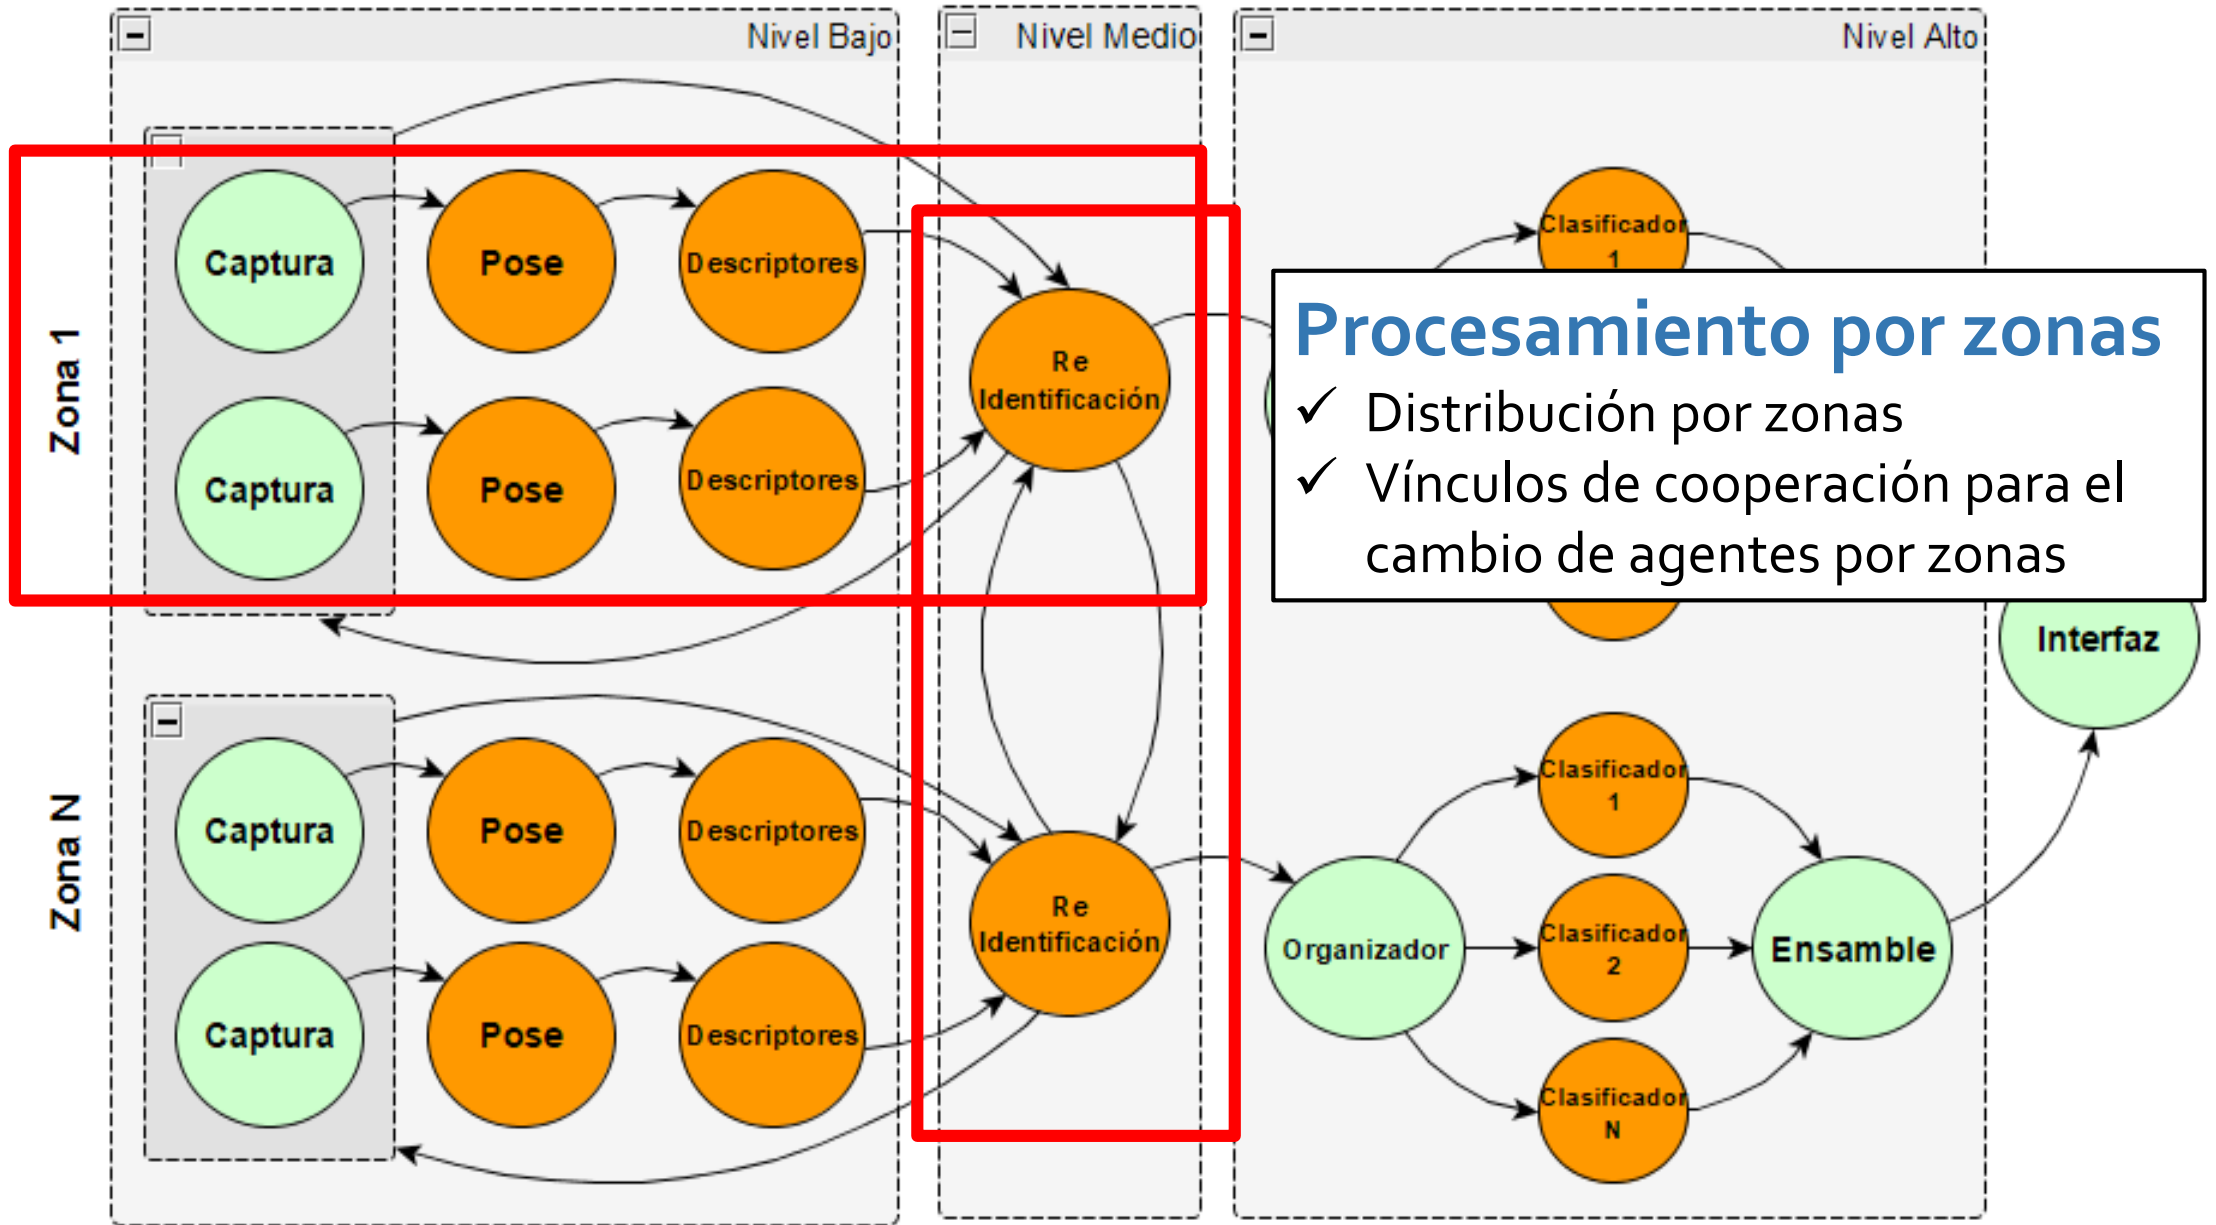 Nivel Bajo
Nivel Medio
Nivel Alto
Zona 1
Captura
Pose
Descriptores
Captura
Pose
Descriptores
Re
Identificación
Clasificador
1
Procesamiento por zonas
✓ Distribución por zonas
✓ Vínculos de cooperación para el
cambio de agentes por zonas
Interfaz
Zona N
Captura
Pose
Descriptores
Captura
Pose
Descriptores
Re
Identificación
Organizador
Clasificador
1
Clasificador
2
Clasificador
N
Ensamble